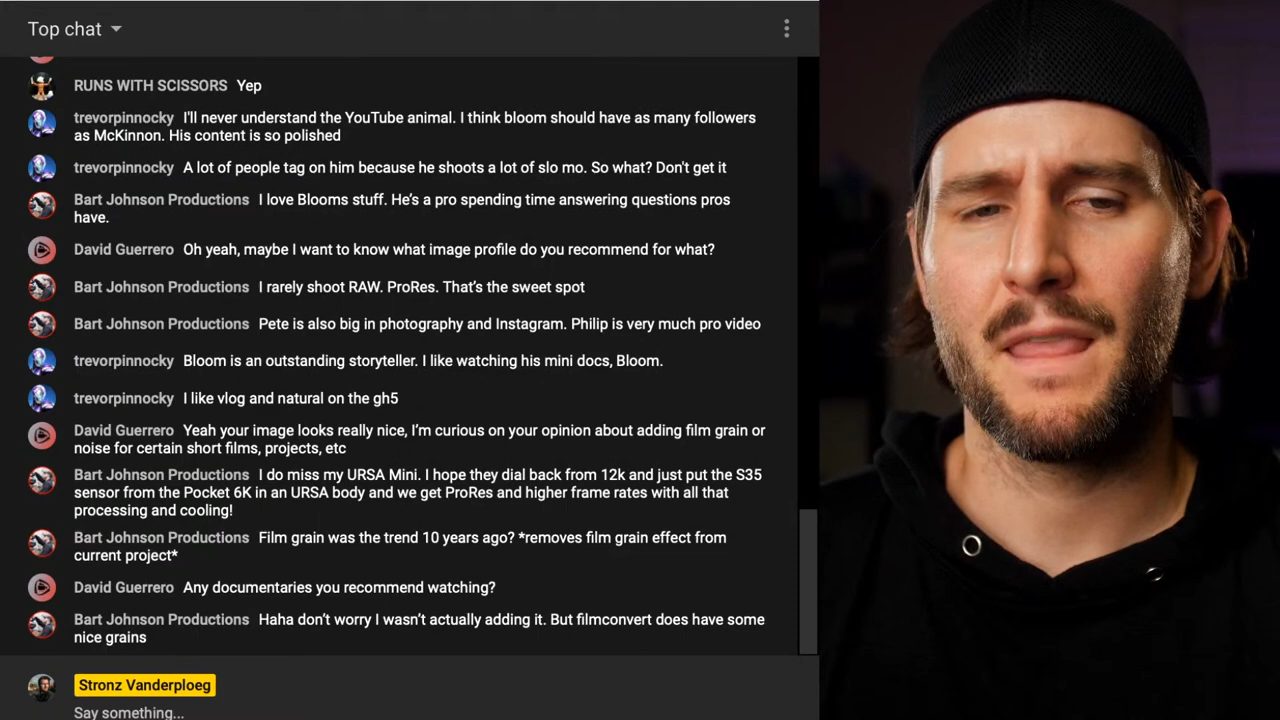 Top chat
RUNS WITH SCISSORS Yep
trevorpinnocky I'll never understand the YouTube animal. I think bloom should have as many followers
as McKinnon. His content is so polished
trevorpinnocky A lot of people tag on him because he shoots a lot of slo mo. So what? Don't get it
Bart Johnson Productions I love Blooms stuff. He’s a pro spending time answering questions pros
have.
David Guerrero Oh yeah, maybe I want to know what image profile do you recommend for what?
Bart Johnson Productions I rarely shoot RAW. ProRes. That’s the sweet spot
Bart Johnson Productions Pete is also big in photography and Instagram. Philip is very much pro video
trevorpinnocky Bloom is an outstanding storyteller. I like watching his mini docs, Bloom.
trevorpinnocky I like vlog and natural on the gh5
David Guerrero Yeah your image looks really nice, I’m curious on your opinion about adding film grain or
noise for certain short films, projects, etc
Bart Johnson Productions I do miss my URSA Mini. I hope they dial back from 12k and just put the S35
sensor from the Pocket 6K in an URSA body and we get ProRes and higher frame rates with all that
processing and cooling!
Bart Johnson Productions Film grain was the trend 10 years ago? *removes film grain effect from
current project*
David Guerrero Any documentaries you recommend watching?
Bart Johnson Productions Haha don’t worry I wasn’t actually adding it. But filmconvert does have some
nice grains
Stronz Vanderploeg
Say something...